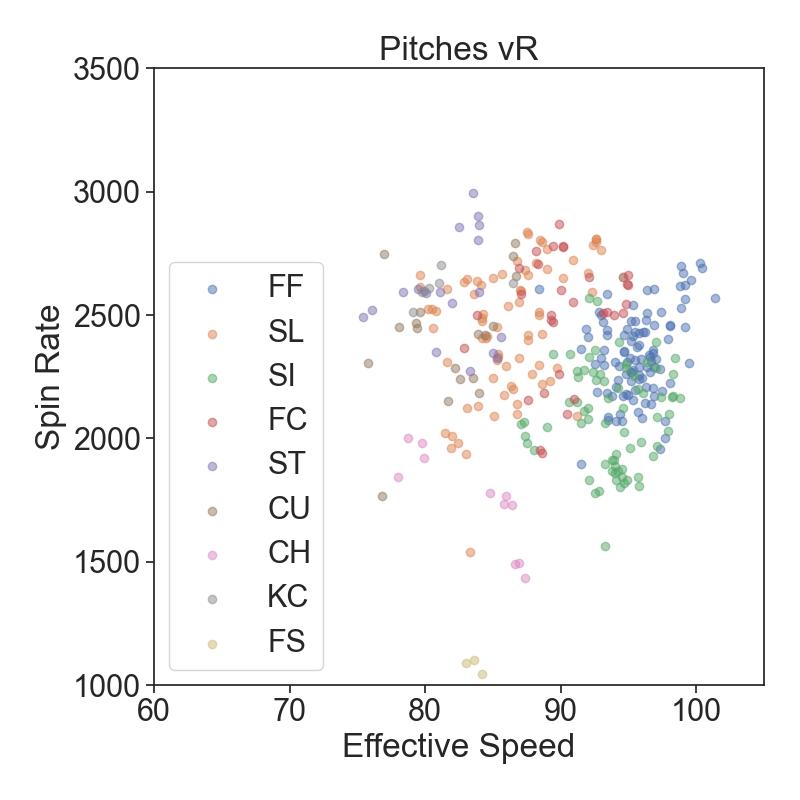 Pitches vR
3500
3000
2500
2000
1500
1000
Spin Rate
FF
SL
SI
FC
ST
CU
CH
KC
FS
60 70 80 90 100
Effective Speed